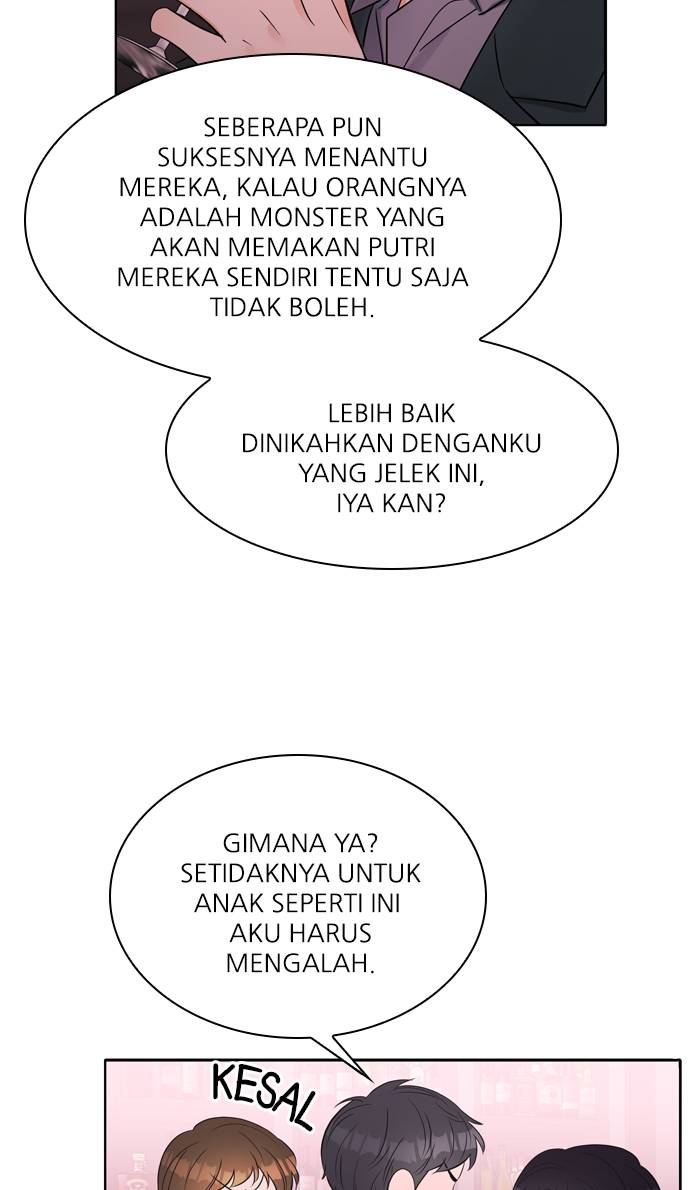 SEBERAPA PUN
SUKSESNYA MENANTU
MEREKA, KALAU ORANGNYA
ADALAH MONSTER YANG
AKAN MEMAKAN PUTRI
MEREKA SENDIRI TENTU SAJA
TIDAK BOLEH.
LEBIH BAIK
DINIKAHKAN DENGANKU
YANG JELEK INI,
IYA KAN?
GIMANA YA?
SETIDAKNYA UNTUK
ANAK SEPERTI INI
AKU HARUS
MENGALAH.
KESAL